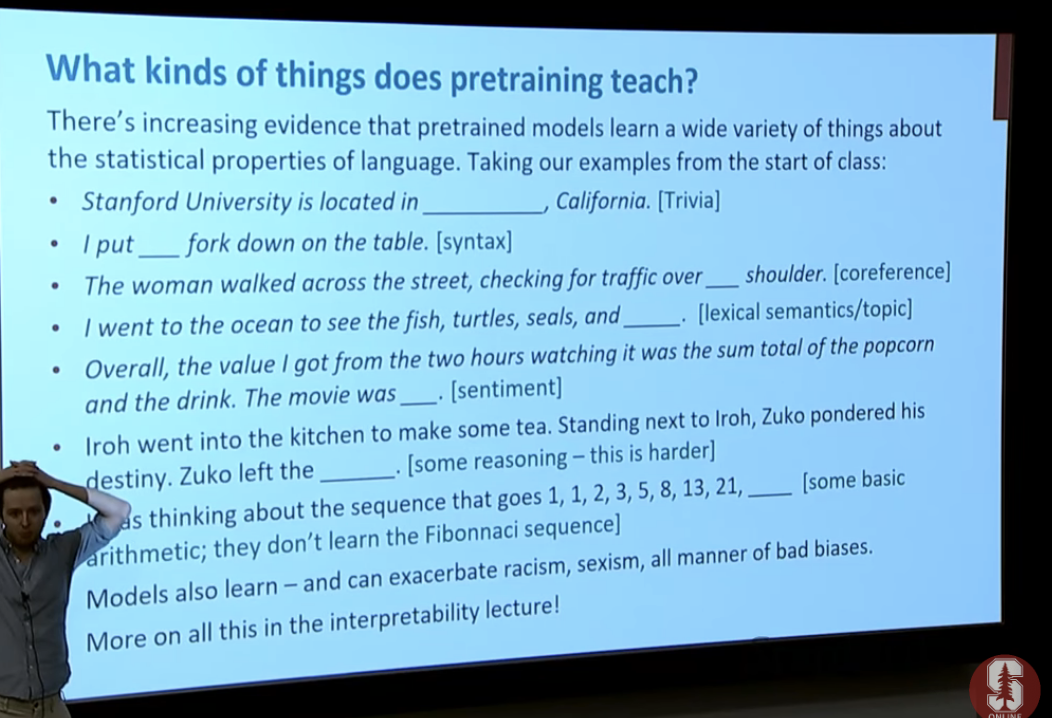 What kinds of things does pretraining teach?
There's increasing evidence that pretrained models learn a wide variety of things about
the statistical properties of language. Taking our examples from the start of class:
• Stanford University is located in __________, California. [Trivia]
• I put ___ fork down on the table. [syntax]
• The woman walked across the street, checking for traffic over ___ shoulder. [coreference]
• I went to the ocean to see the fish, turtles, seals, and _____. [lexical semantics/topic]
• Overall, the value I got from the two hours watching it was the sum total of the popcorn
and the drink. The movie was ___. [sentiment]
• Iroh went into the kitchen to make some tea. Standing next to Iroh, Zuko pondered his
destiny. Zuko left the ______. [some reasoning – this is harder]
• thinking about the sequence that goes 1, 1, 2, 3, 5, 8, 13, 21, ____ [some basic
arithmetic; they don't learn the Fibonnaci sequence]
Models also learn – and can exacerbate racism, sexism, all manner of bad biases.
More on all this in the interpretability lecture!
S
ONLINE